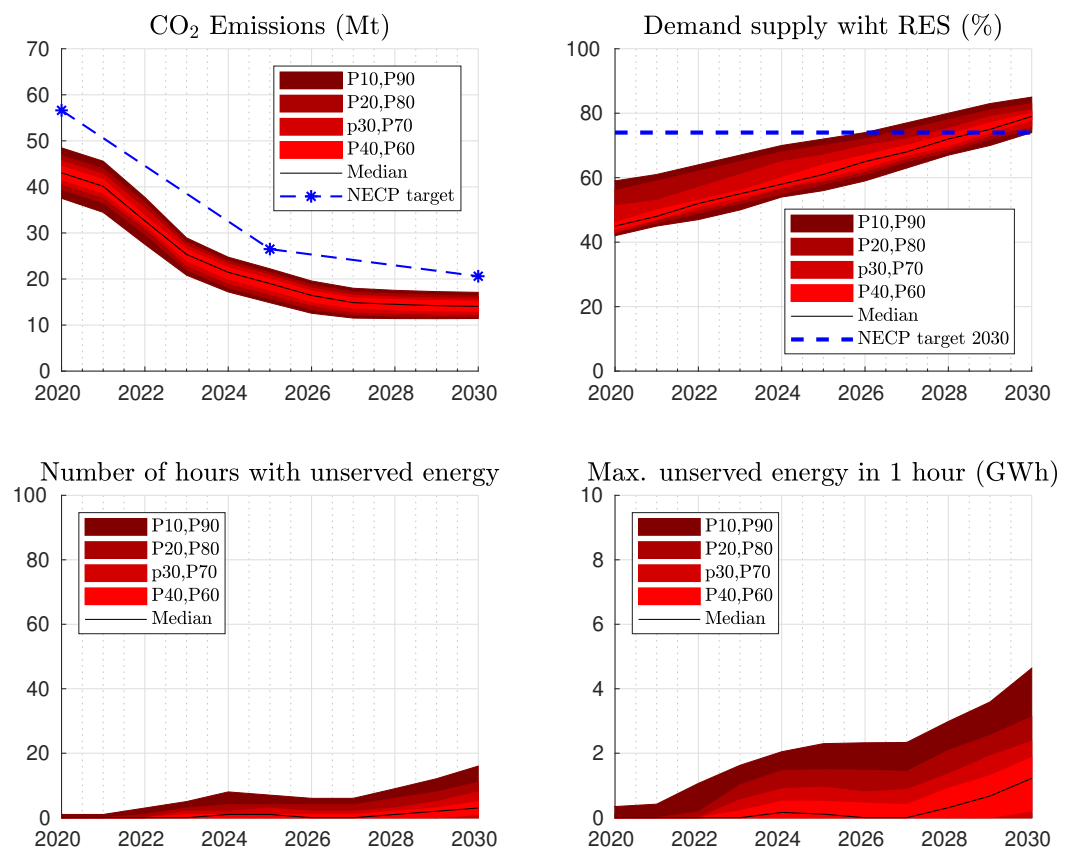 CO₂ Emissions (Mt)
70
60
50
40
30
20
10
0
2020 2022 2024 2026 2028 2030
P10,P90
P20,P80
p30,P70
P40,P60
Median
NECP target
Demand supply wiht RES (%)
100
80
60
40
20
0
2020 2022 2024 2026 2028 2030
P10,P90
P20,P80
p30,P70
P40,P60
Median
NECP target 2030
Number of hours with unserved energy
100
80
60
40
20
0
2020 2022 2024 2026 2028 2030
P10,P90
P20,P80
p30,P70
P40,P60
Median
Max. unserved energy in 1 hour (GWh)
10
8
6
4
2
0
2020 2022 2024 2026 2028 2030
P10,P90
P20,P80
p30,P70
P40,P60
Median